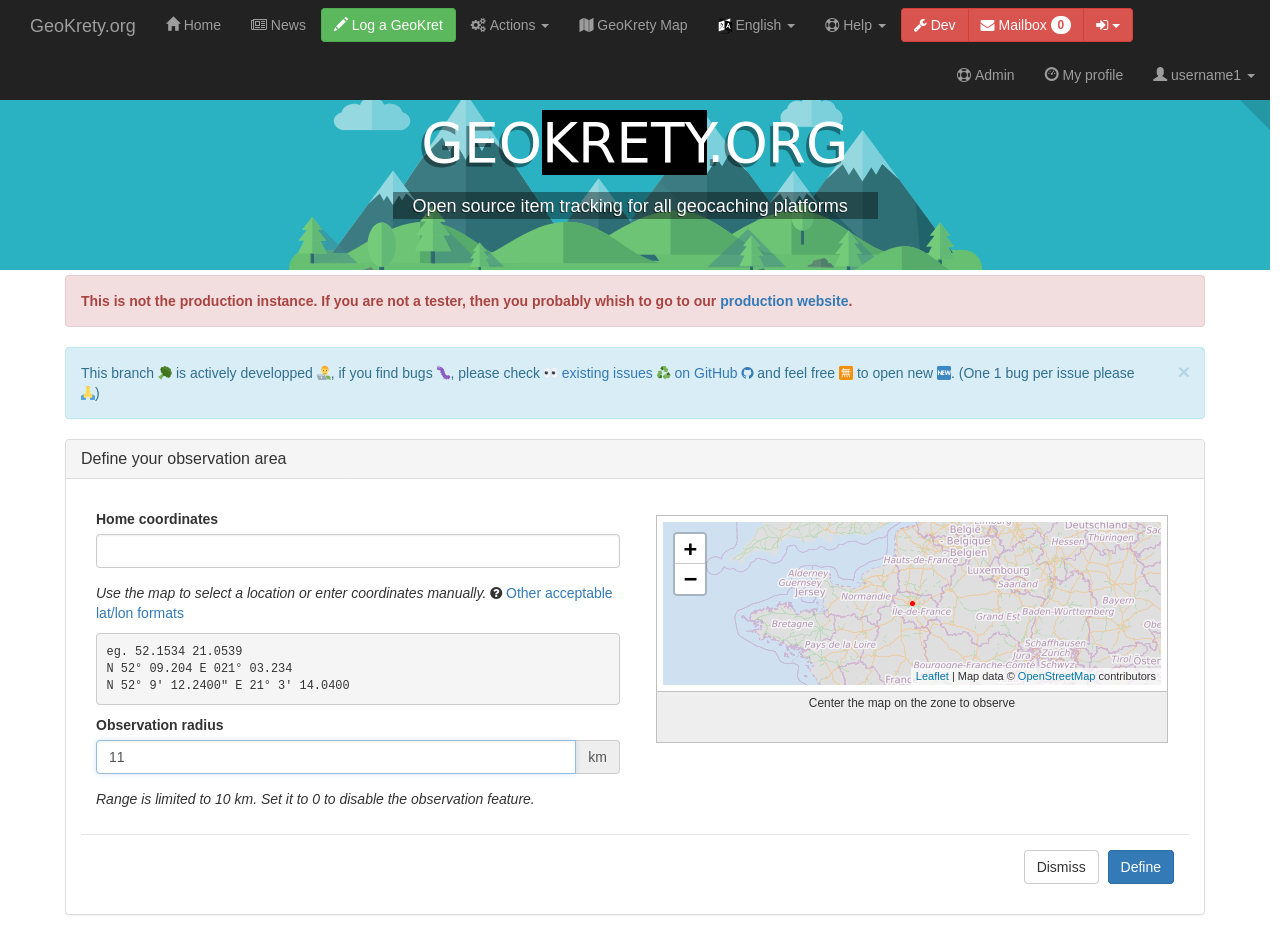 GeoKrety.org Home News Log a GeoKret Actions GeoKrety Map English Help Dev Mailbox 0
Admin My profile username1
GEOKRETY.ORG
Open source item tracking for all geocaching platforms
This is not the production instance. If you are not a tester, then you probably whish to go to our production website.
This branch 🌳 is actively developped 👨‍🔬, if you find bugs 🐛, please check 👀 existing issues ♻ on GitHub and feel free 🈚 to open new 🆕. (One 1 bug per issue please ×
🙏)
Define your observation area
Home coordinates
Use the map to select a location or enter coordinates manually. Other acceptable
lat/lon formats
eg. 52.1534 21.0539
N 52° 09.204 E 021° 03.234
N 52° 9' 12.2400" E 21° 3' 14.0400
Observation radius
11 km
Range is limited to 10 km. Set it to 0 to disable the observation feature.
+
−
België
- Belgique
- Belgien
Deutschland
Hessen
Thüringen
Hauts-de-France
Luxembourg
Saarland
Alderney
Guernsey
Jersey
Normandie
Île-de-France
Grand Est
Baden-Württemberg
Bayern
Bretagne
Pays de la Loire
Schaffhausen
Zürich
Jura
Tirol
Bourgogne-Franche-Comté
Schwyz
Leaflet | Map data © OpenStreetMap contributors
Center the map on the zone to observe
Dismiss Define